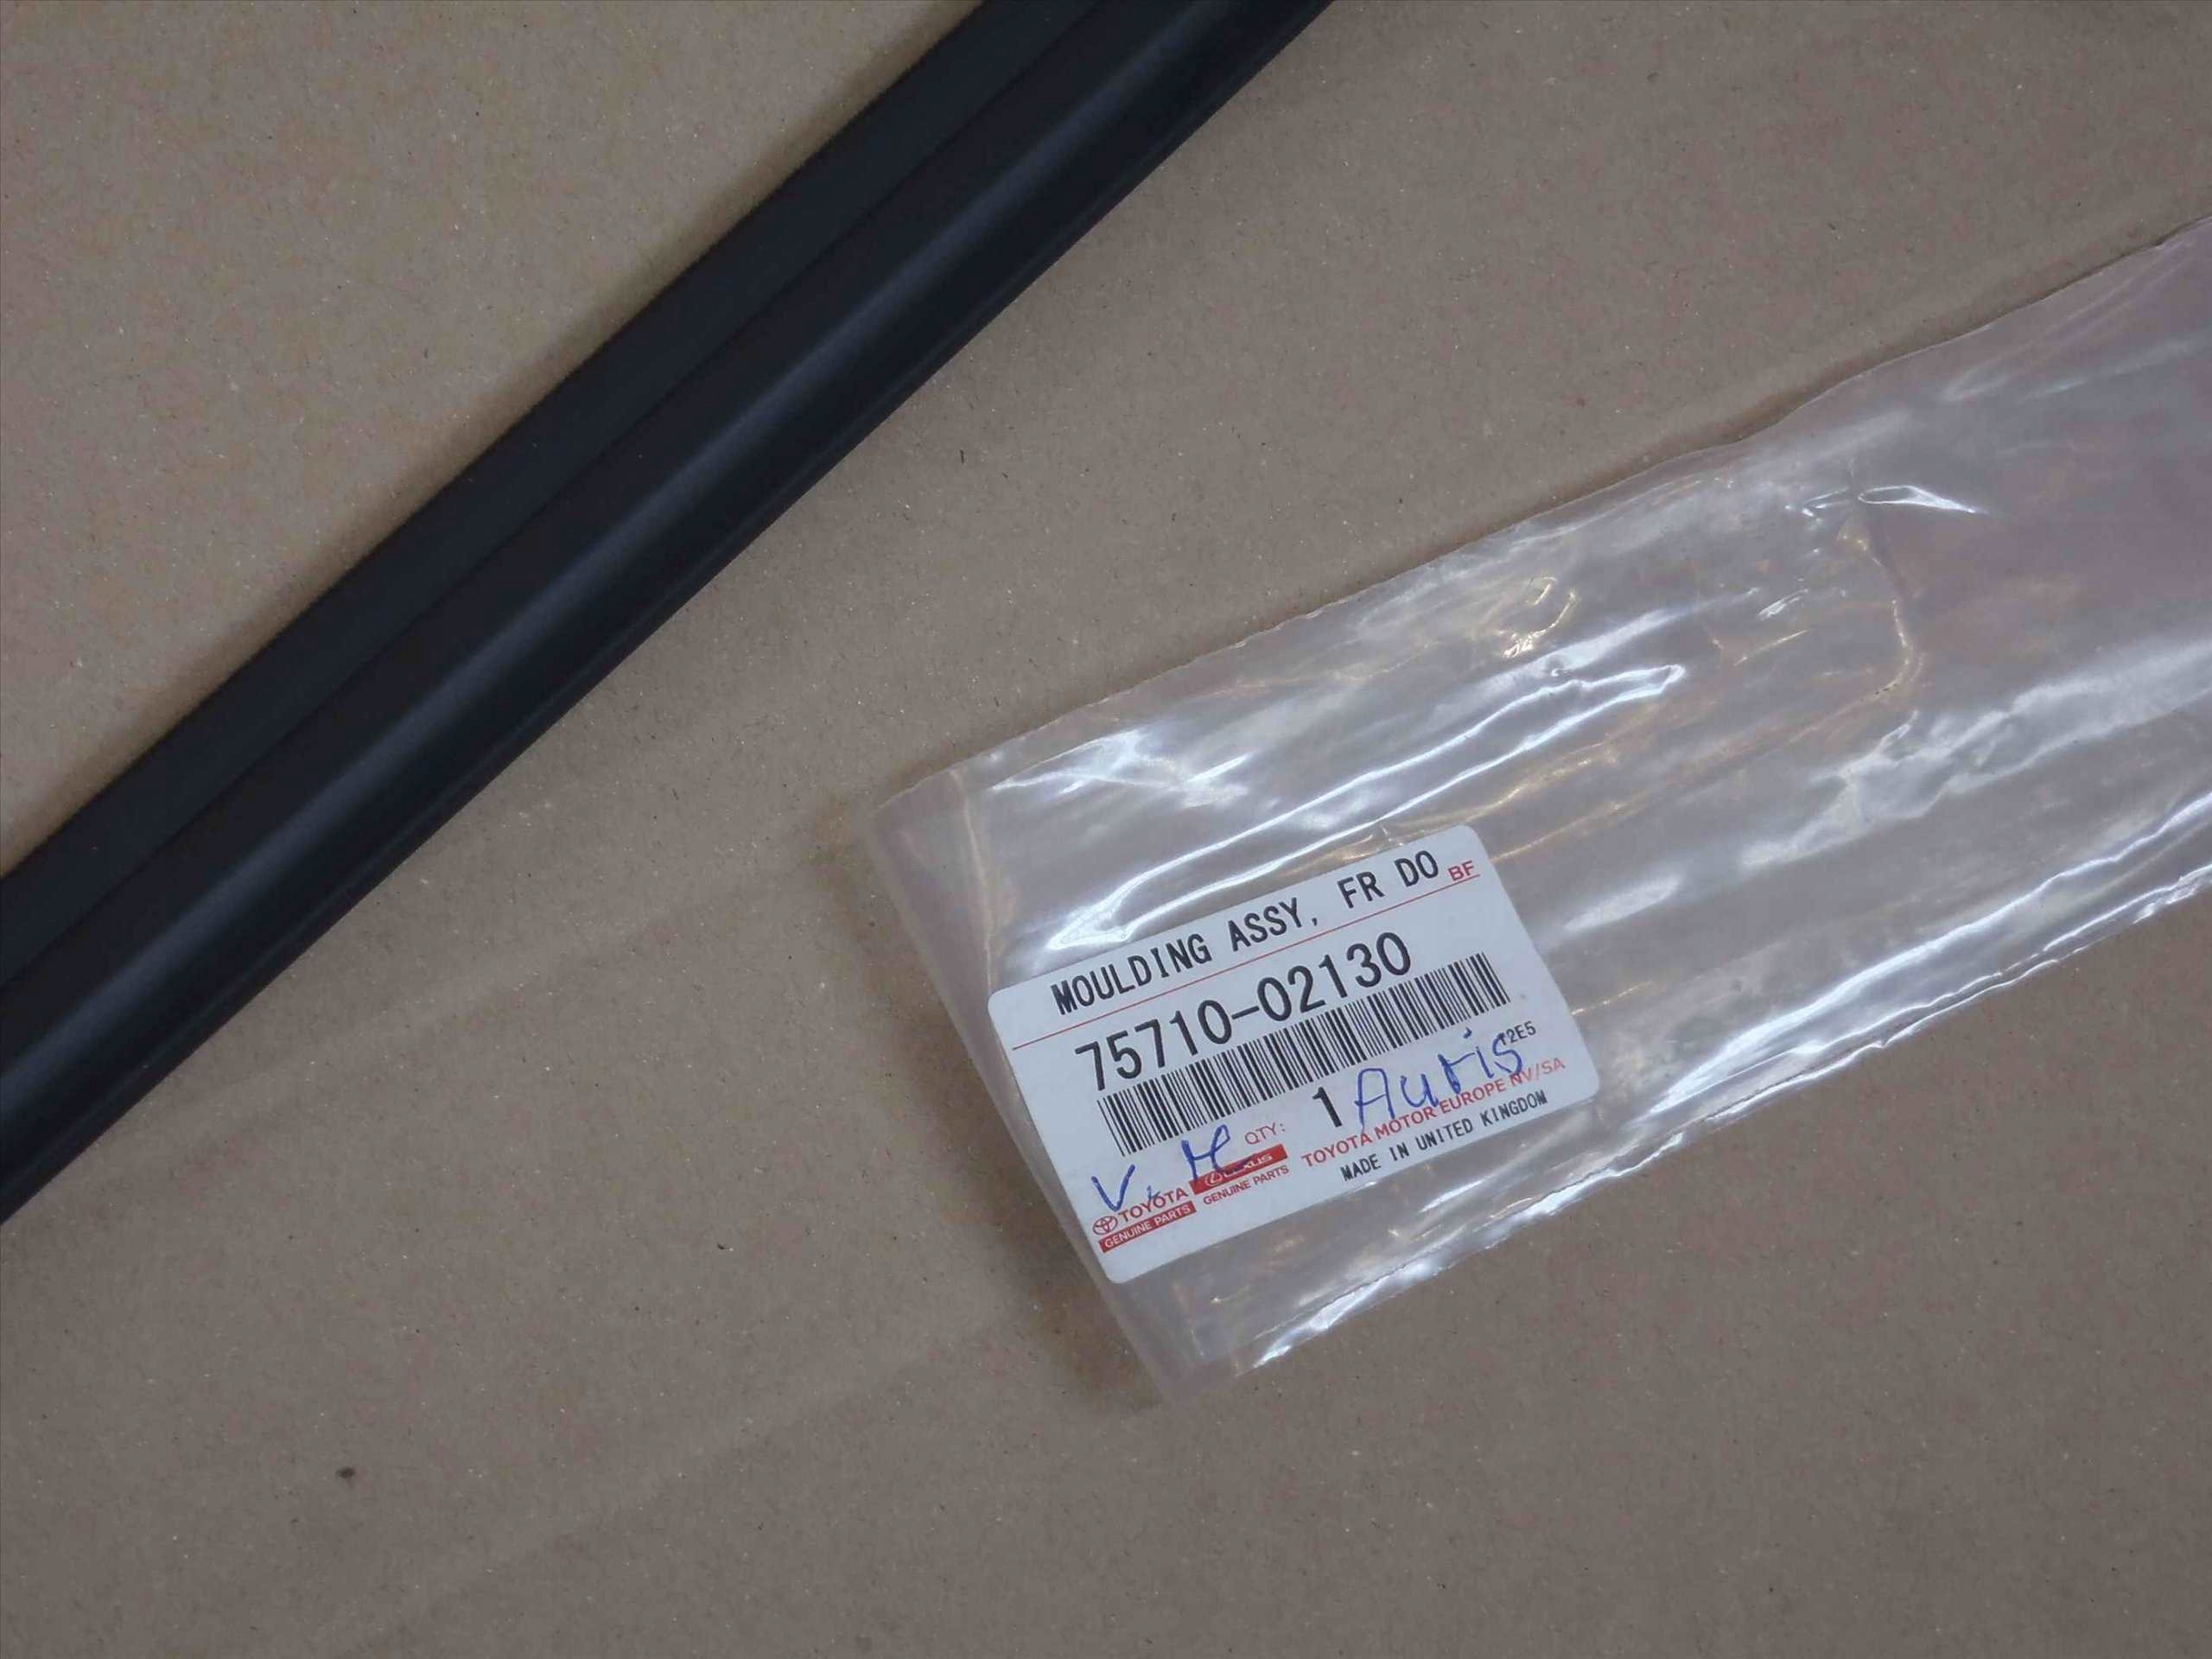 MOULDING ASSY, FR DO BF
75710-02130
12E5
QTY: 1 Auris
TOYOTA MOTOR EUROPE NV/SA
MADE IN UNITED KINGDOM
TOYOTA
GENUINE PARTS
LEXUS
GENUINE PARTS